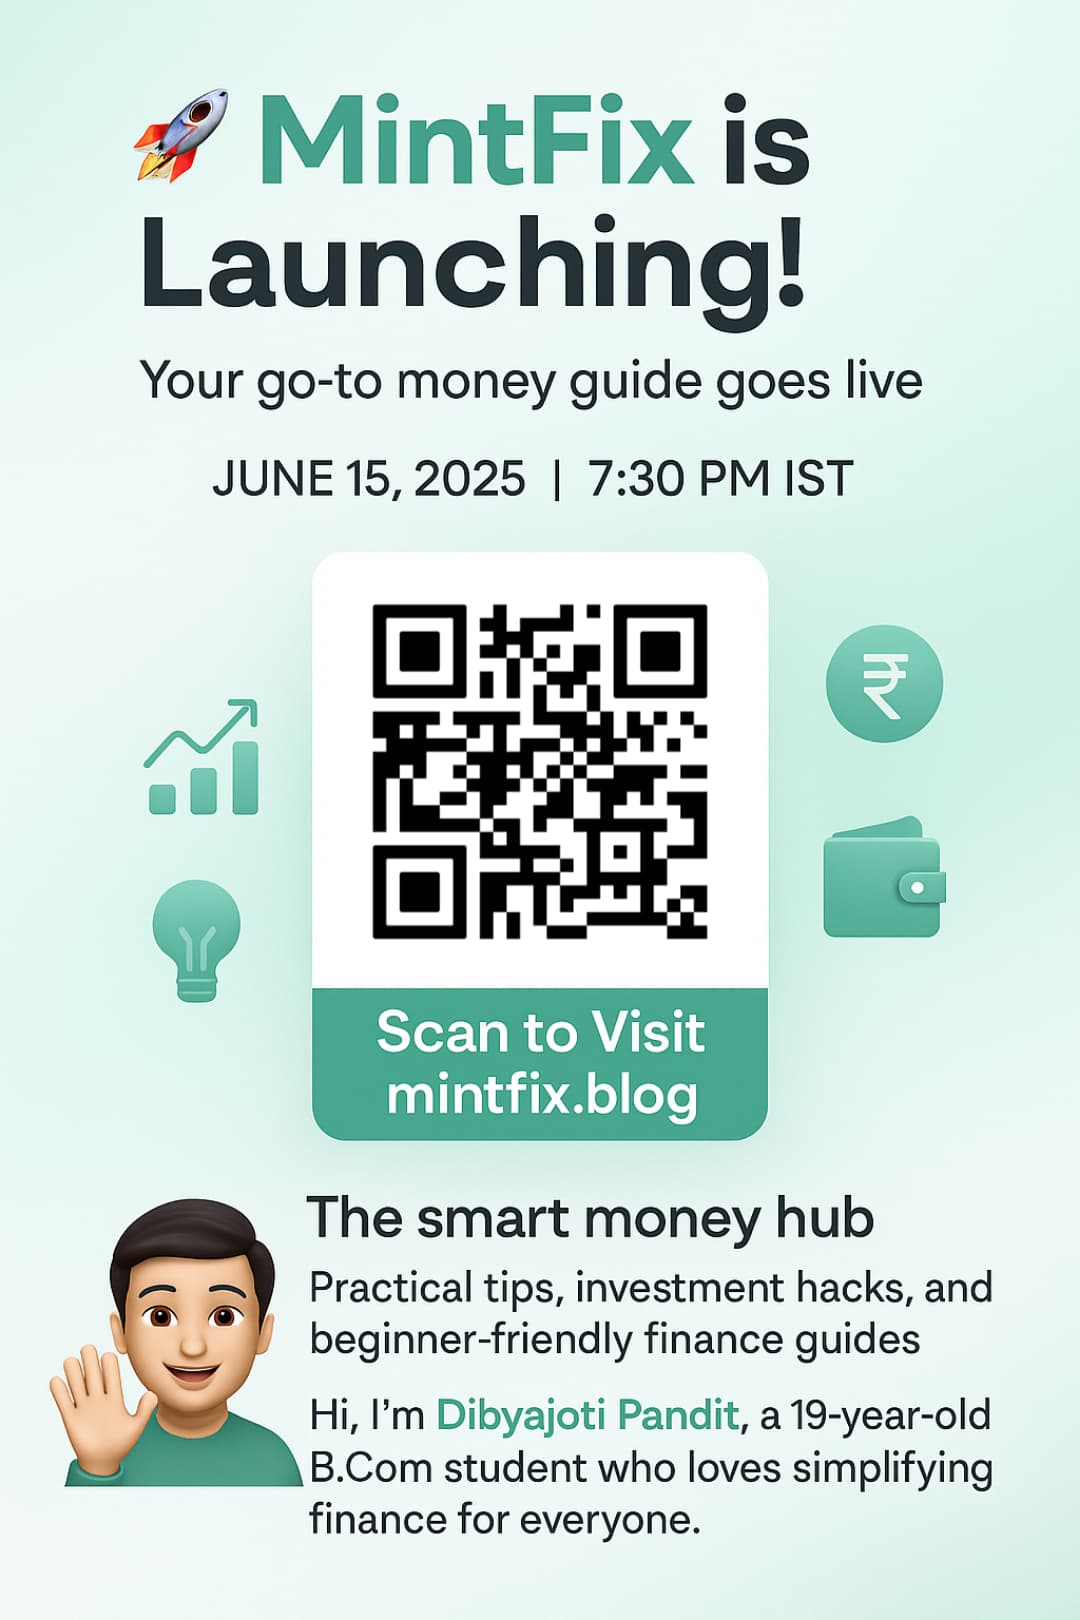 🚀 MintFix is
Launching!
Your go-to money guide goes live
JUNE 15, 2025 | 7:30 PM IST
₹
Scan to Visit
mintfix.blog
The smart money hub
Practical tips, investment hacks, and
beginner-friendly finance guides
Hi, I’m Dibyajoti Pandit, a 19-year-old
B.Com student who loves simplifying
finance for everyone.